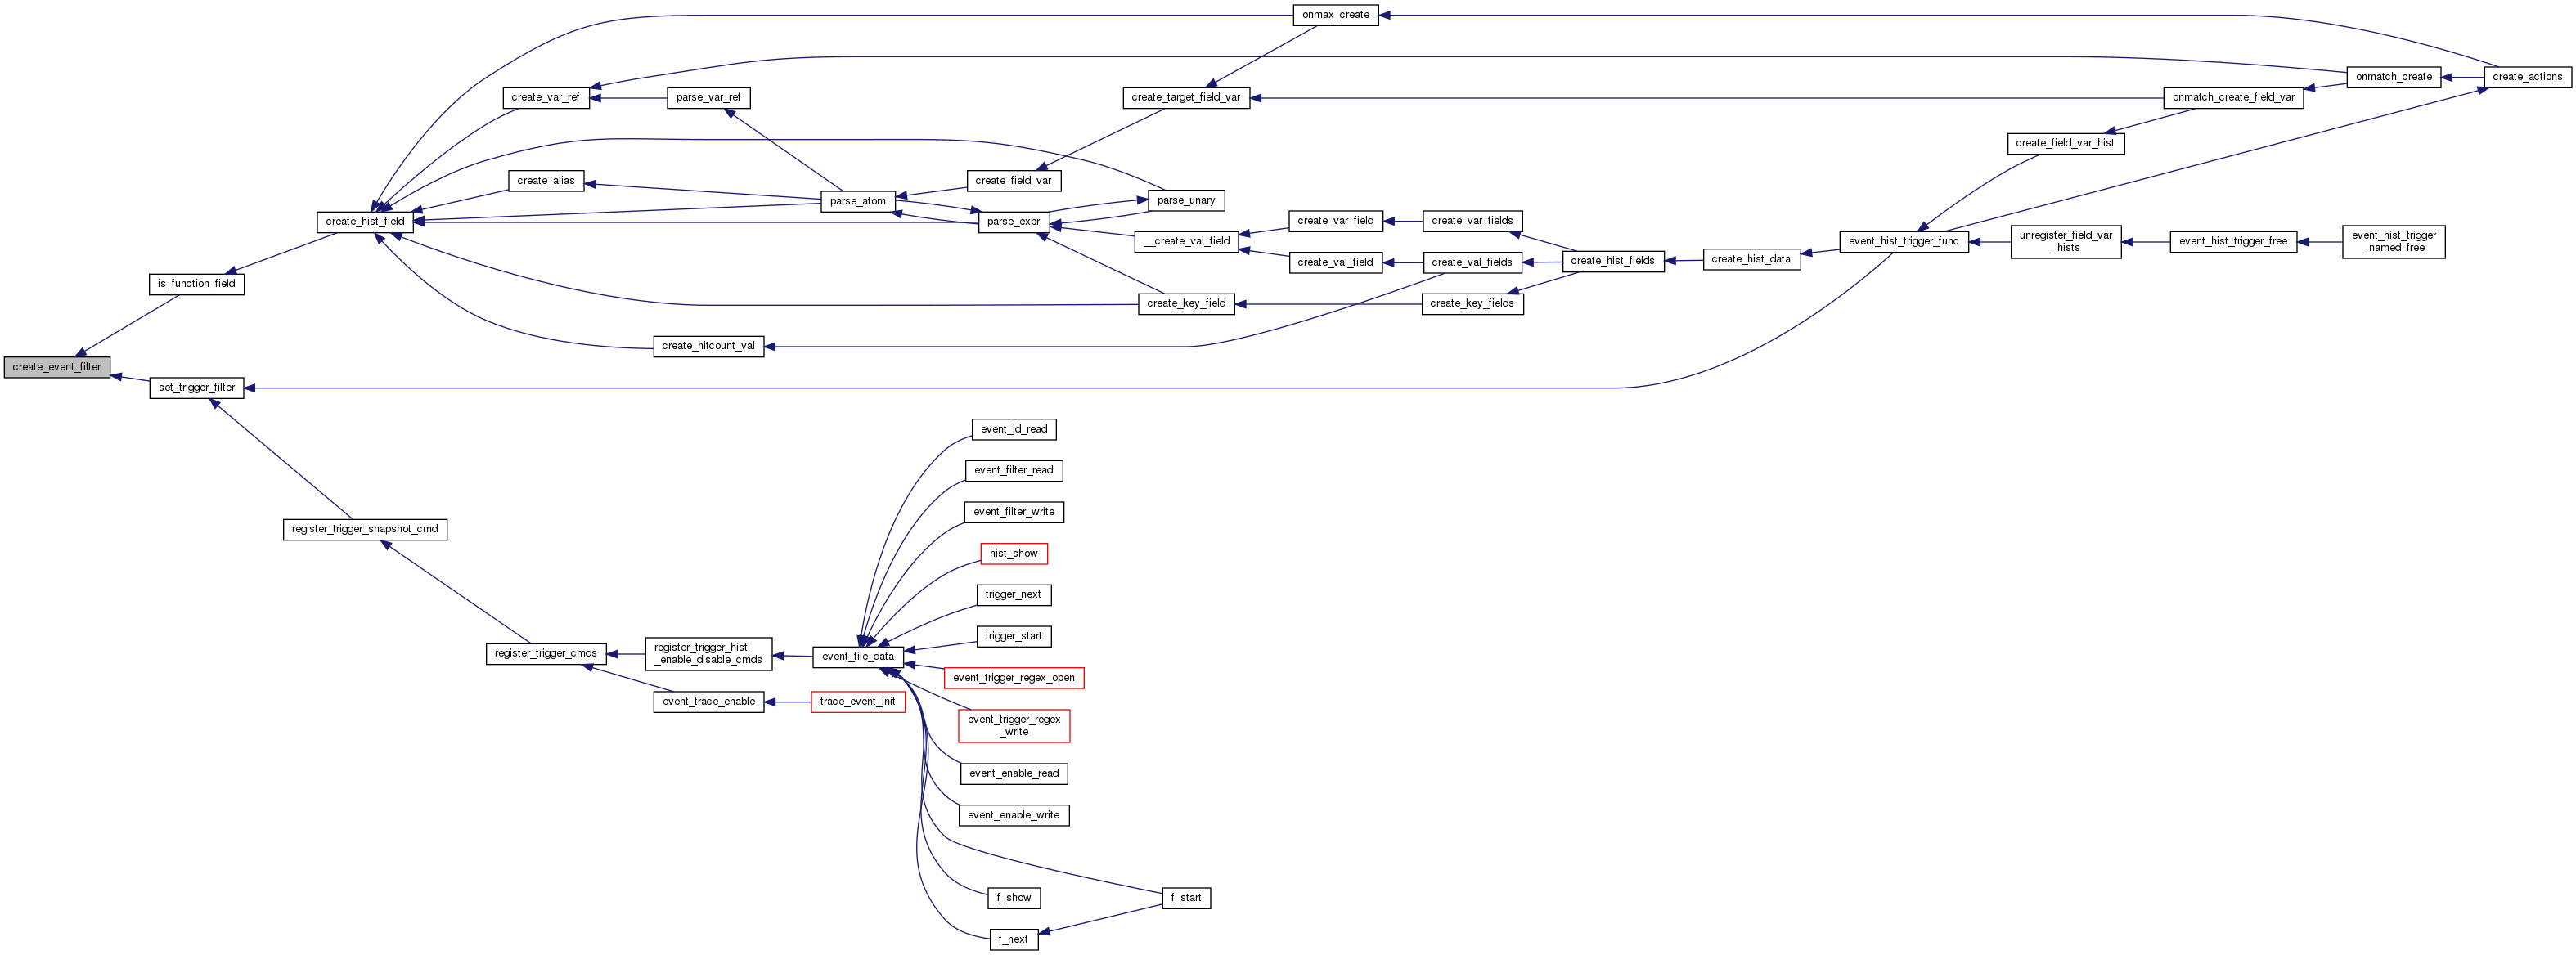 onmax_create
onmatch_create
create_actions
create_var_ref
parse_var_ref
create_target_field_var
onmatch_create_field_var
create_field_var_hist
create_alias
create_field_var
parse_atom
parse_unary
create_hist_field
parse_expr
create_var_field
create_var_fields
__create_val_field
event_hist_trigger_func
unregister_field_var
_hists
event_hist_trigger_free
event_hist_trigger
_named_free
create_val_field
create_val_fields
create_hist_fields
create_hist_data
is_function_field
create_key_field
create_key_fields
create_hitcount_val
create_event_filter
set_trigger_filter
event_id_read
event_filter_read
event_filter_write
register_trigger_snapshot_cmd
hist_show
trigger_next
trigger_start
register_trigger_cmds
register_trigger_hist
_enable_disable_cmds
event_file_data
event_trigger_regex_open
event_trace_enable
trace_event_init
event_trigger_regex
_write
event_enable_read
event_enable_write
f_show
f_start
f_next